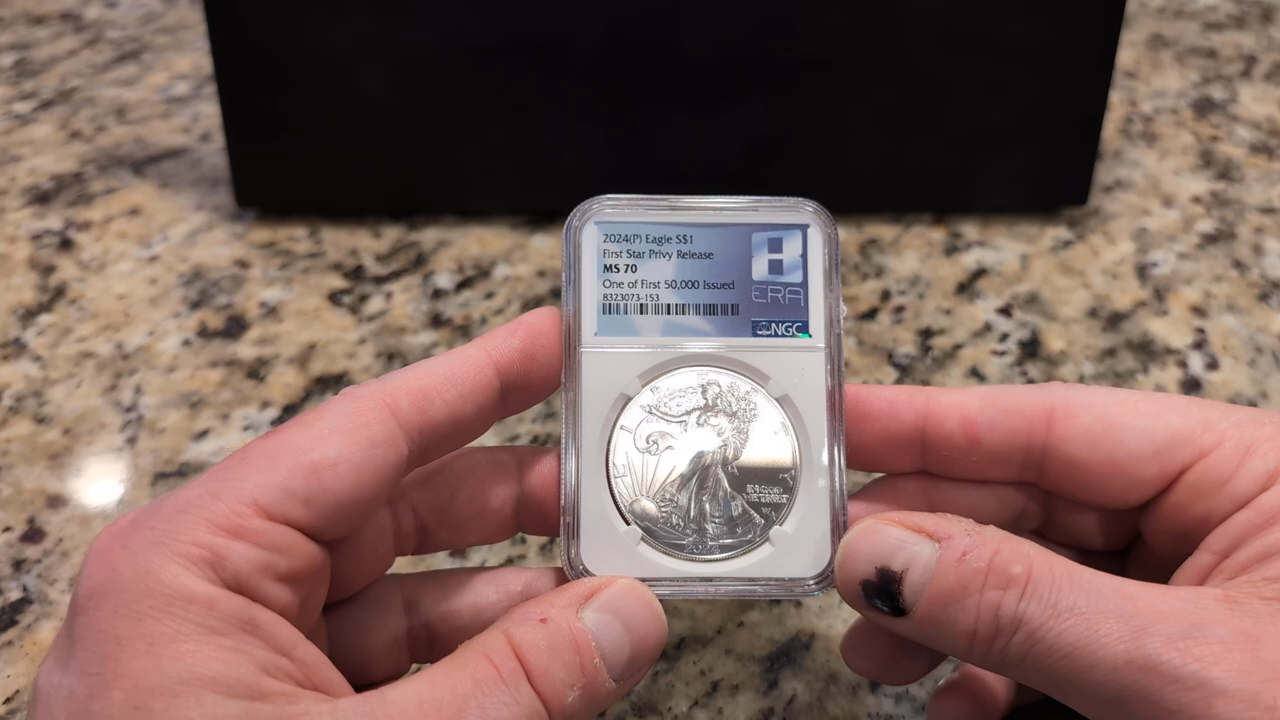 2024(P) Eagle S$1
First Star Privy Release
MS 70
One of First 50,000 Issued
8323073-153
ERA
NGC
IN GOD
WE TRUST
2024